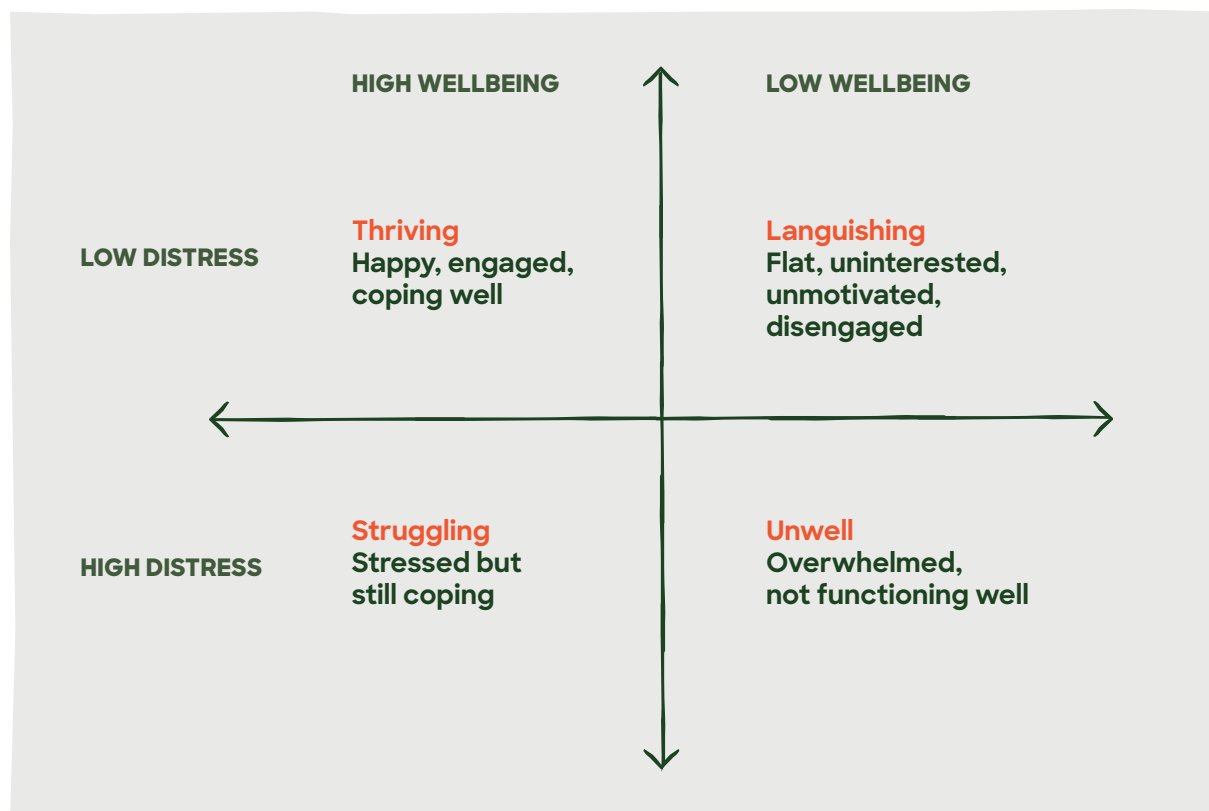 HIGH WELLBEING
LOW WELLBEING
LOW DISTRESS
Thriving
Happy, engaged,
coping well
Languishing
Flat, uninterested,
unmotivated,
disengaged
HIGH DISTRESS
Struggling
Stressed but
still coping
Unwell
Overwhelmed,
not functioning well